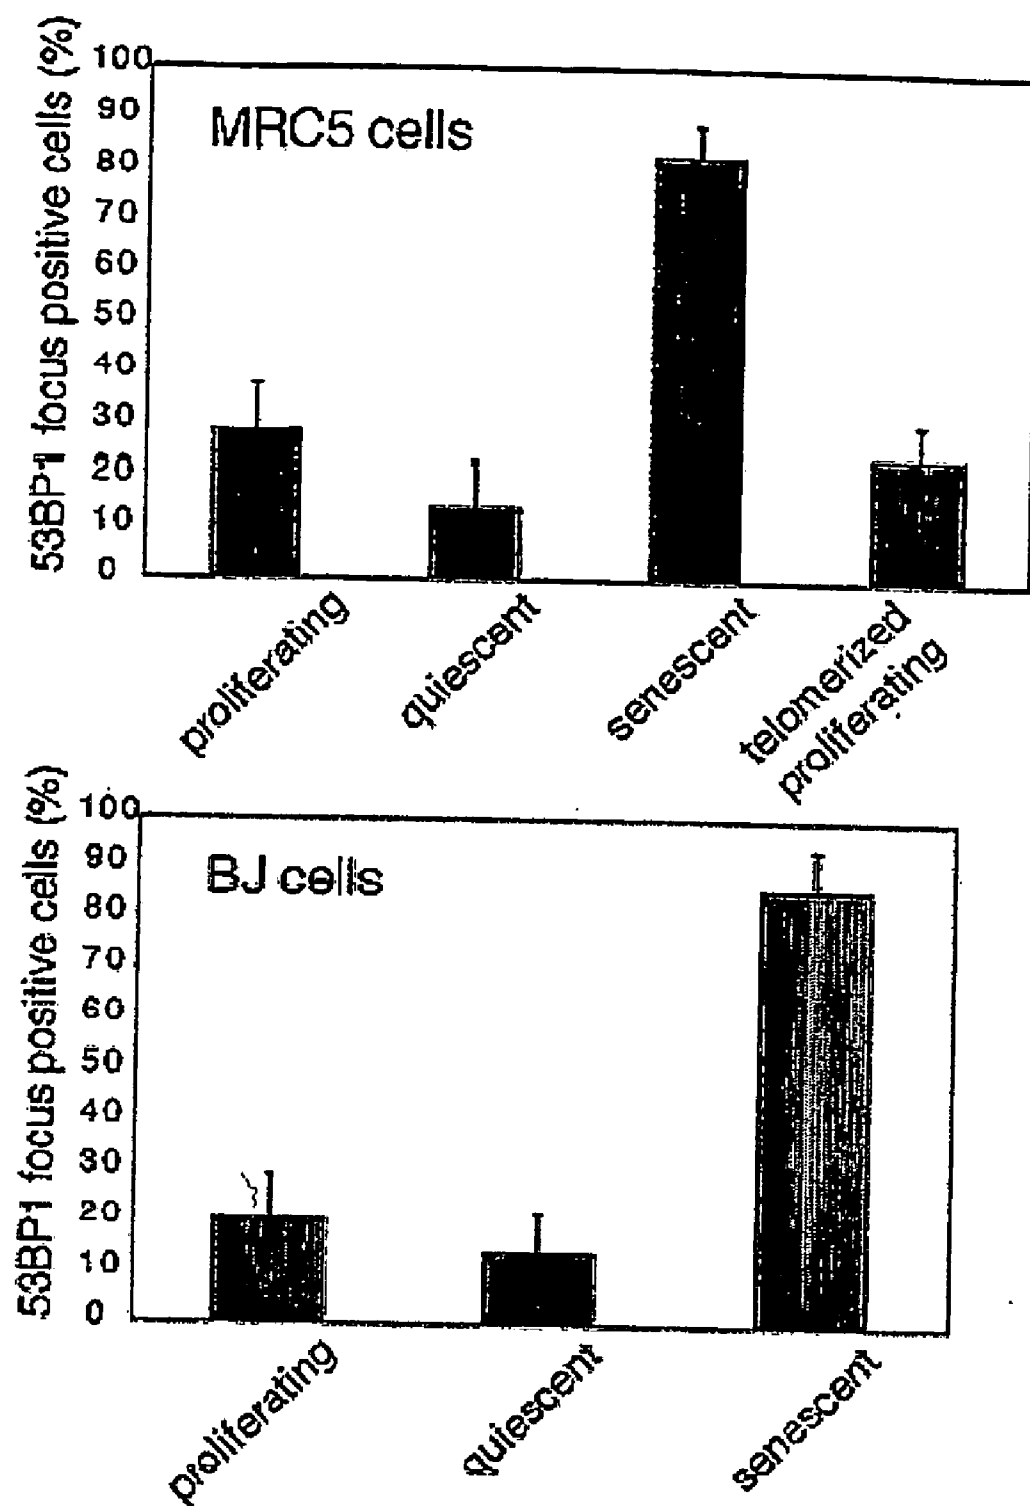 53BP1 focus positive cells (%)
100
90
80
70
60
50
40
30
20
10
0
MRC5 cells
proliferating
quiescent
senescent
telomerized
proliferating
53BP1 focus positive cells (%)
100
90
80
70
60
50
40
30
20
10
0
BJ cells
proliferating
quiescent
senescent